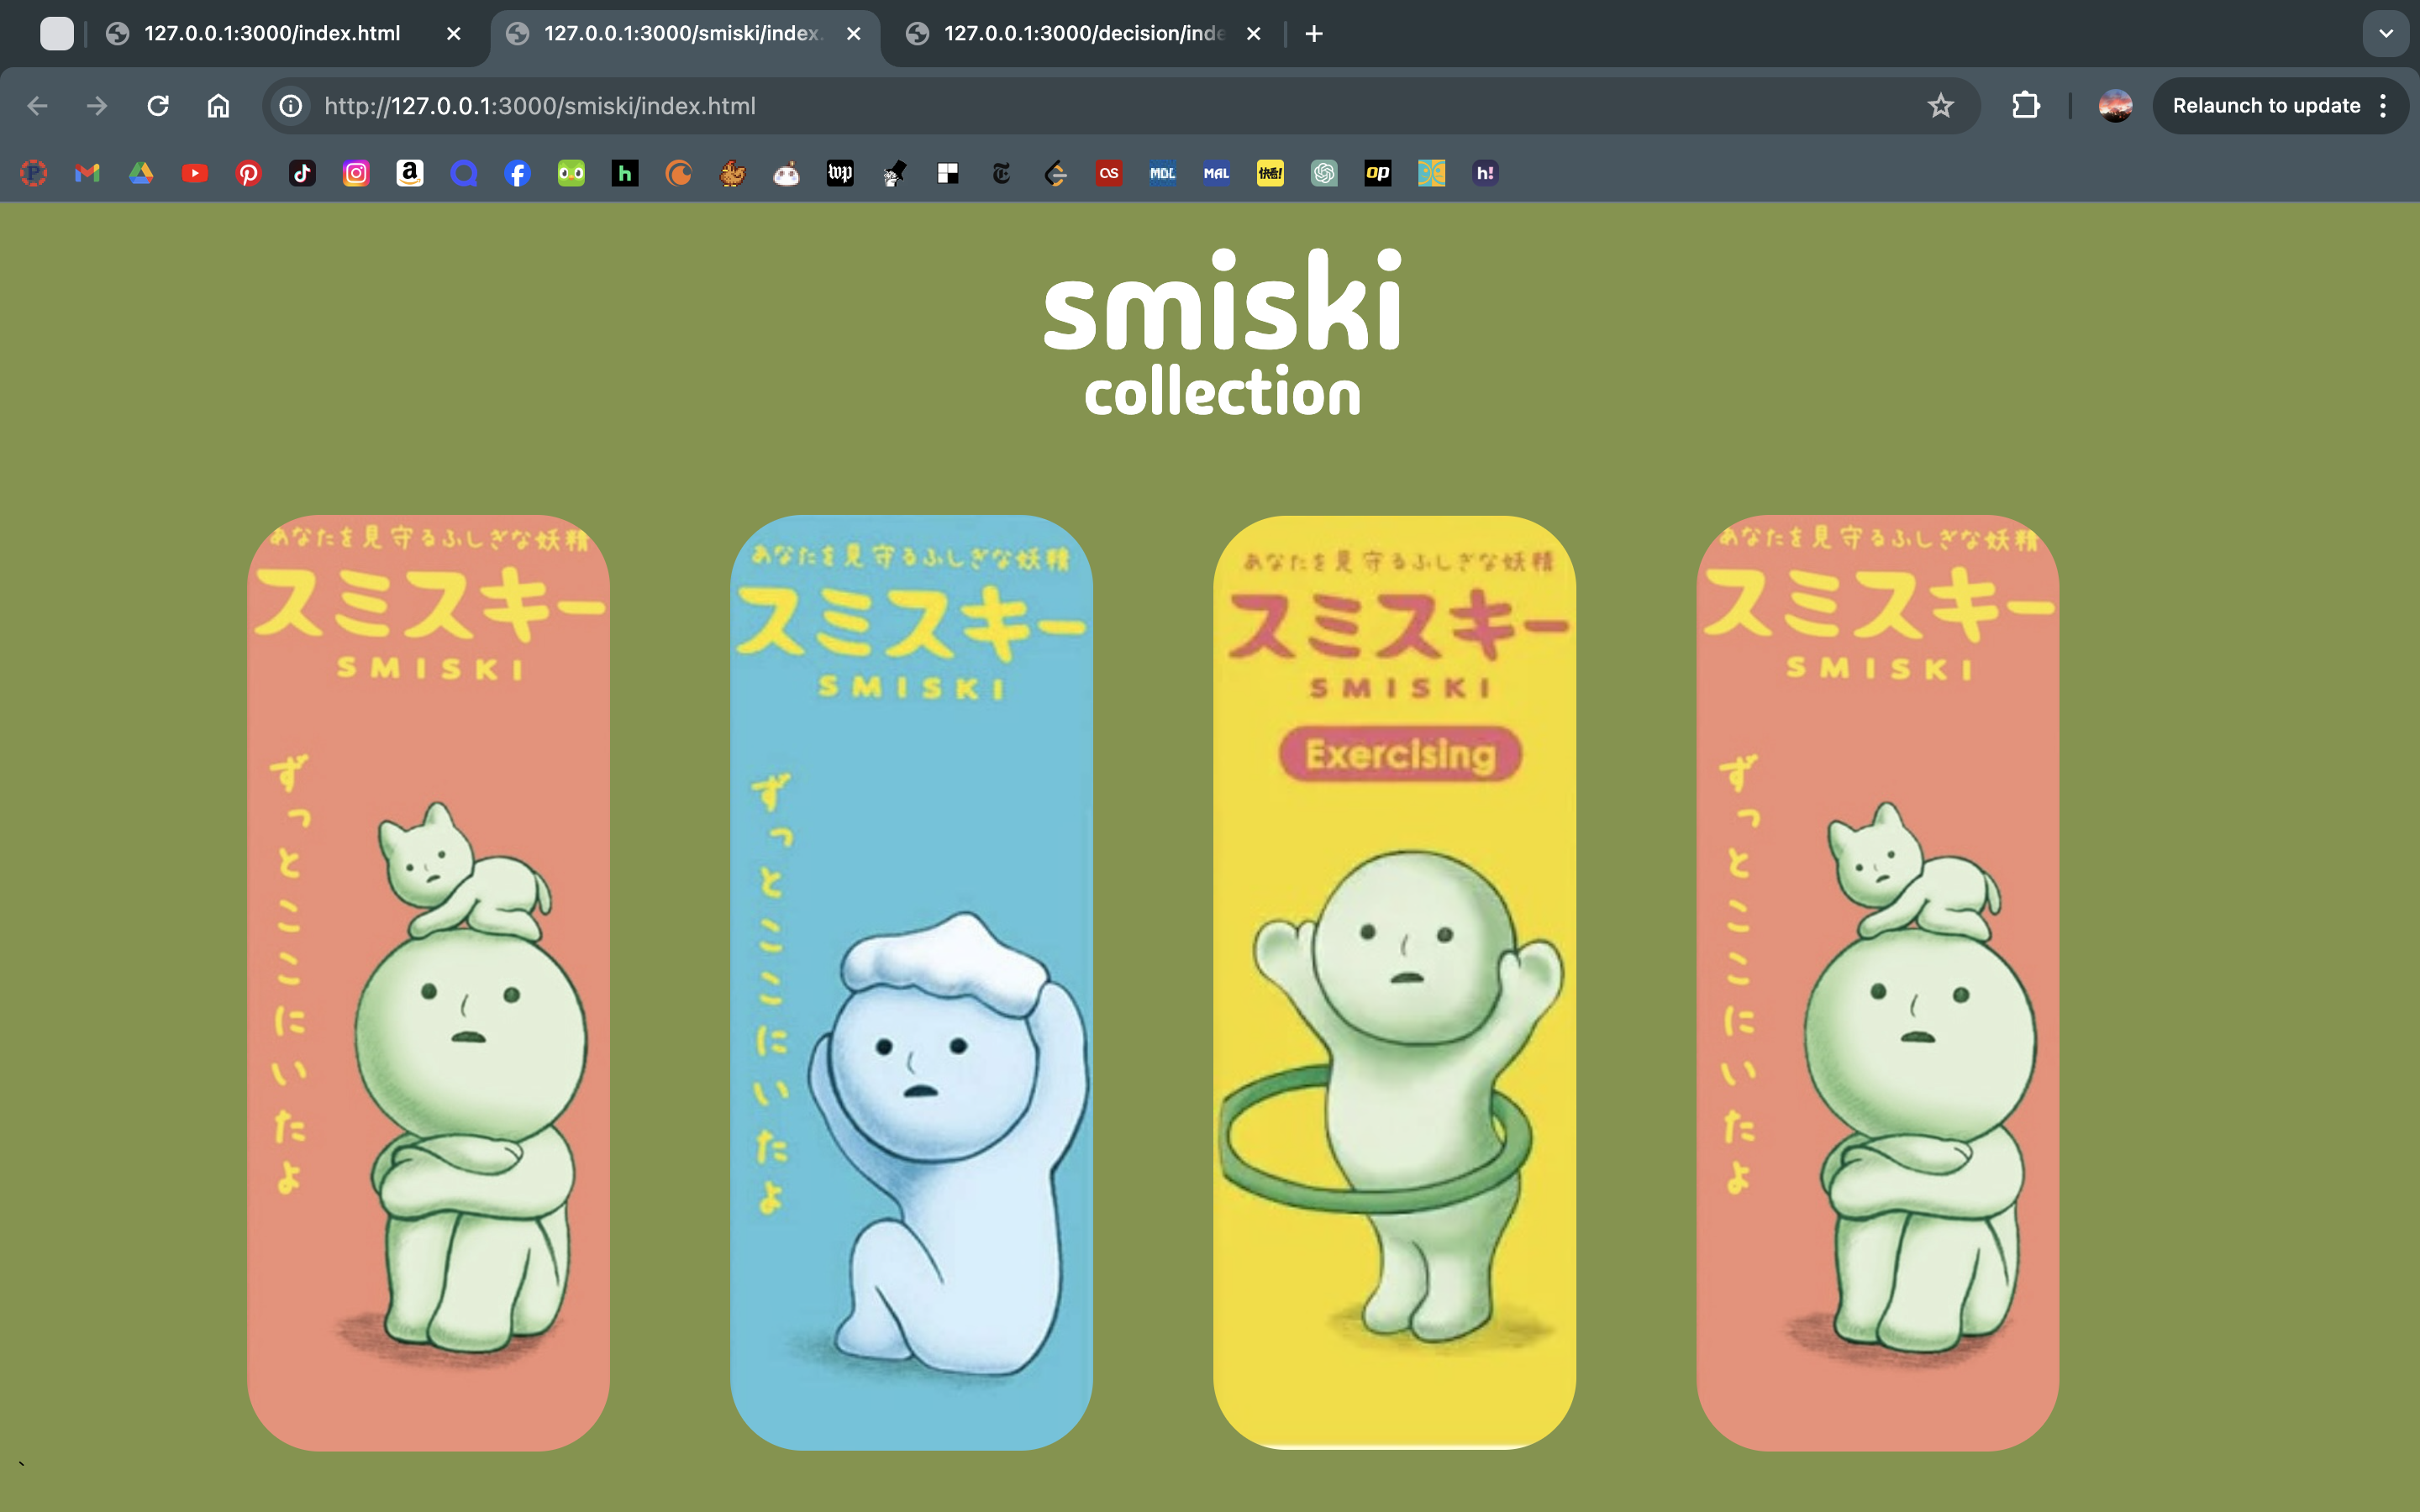 127.0.0.1:3000/index.html
127.0.0.1:3000/smiski/index.
127.0.0.1:3000/decision/inde
http://127.0.0.1:3000/smiski/index.html
Relaunch to update
smiski
collection
あなたを見守るふしぎな妖精
スミスキー
SMISKI
ずっとここにいたよ
あなたを見守るふしぎな妖精
スミスキー
SMISKI
ずっとここにいたよ
あなたを見守るふしぎな妖精
スミスキー
SMISKI
Exercising
あなたを見守るふしぎな妖精
スミスキー
SMISKI
ずっとここにいたよ
`